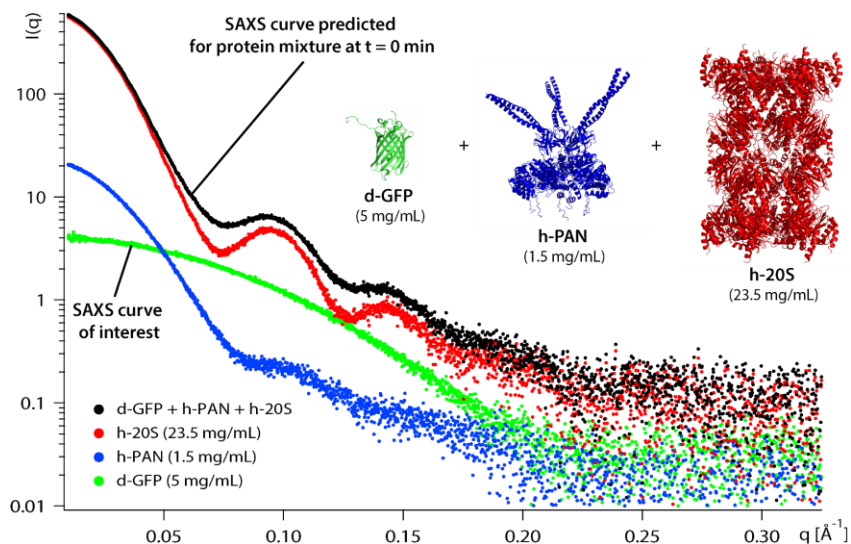 I(q)
SAXS curve predicted
for protein mixture at t = 0 min
100
10
1
0.1
0.01
d-GFP
(5 mg/mL)
+
h-PAN
(1.5 mg/mL)
+
h-20S
(23.5 mg/mL)
SAXS curve
of interest
d-GFP + h-PAN + h-20S
h-20S (23.5 mg/mL)
h-PAN (1.5 mg/mL)
d-GFP (5 mg/mL)
0.05
0.10
0.15
0.20
0.25
0.30
q [Å⁻¹]